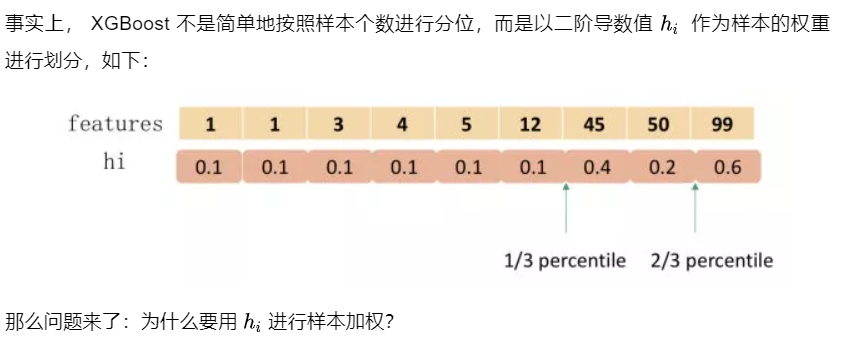 事实上， XGBoost 不是简单地按照样本个数进行分位，而是以二阶导数值 hᵢ 作为样本的权重
进行划分，如下：
features 1 1 3 4 5 12 45 50 99
hi 0.1 0.1 0.1 0.1 0.1 0.1 0.4 0.2 0.6
1/3 percentile 2/3 percentile
那么问题来了：为什么要用 hᵢ 进行样本加权？